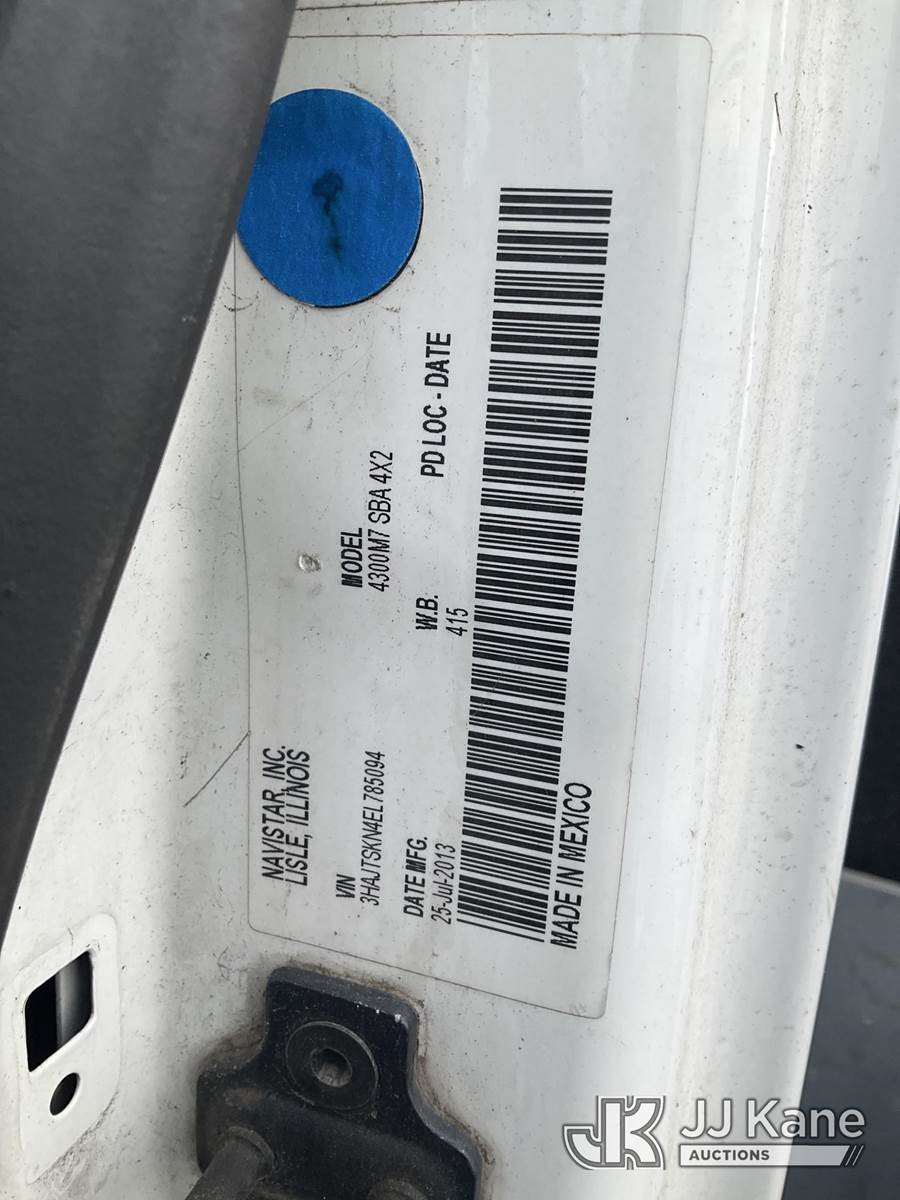 NAVISTAR, INC.
LISLE, ILLINOIS
VIN
3HAJTSKN4EL785094
MODEL
4300M7 SBA 4X2
DATE MFG.
25-Jul-2013
W.B.
415
PD LOC - DATE
MADE IN MEXICO
JK JJ Kane
AUCTIONS